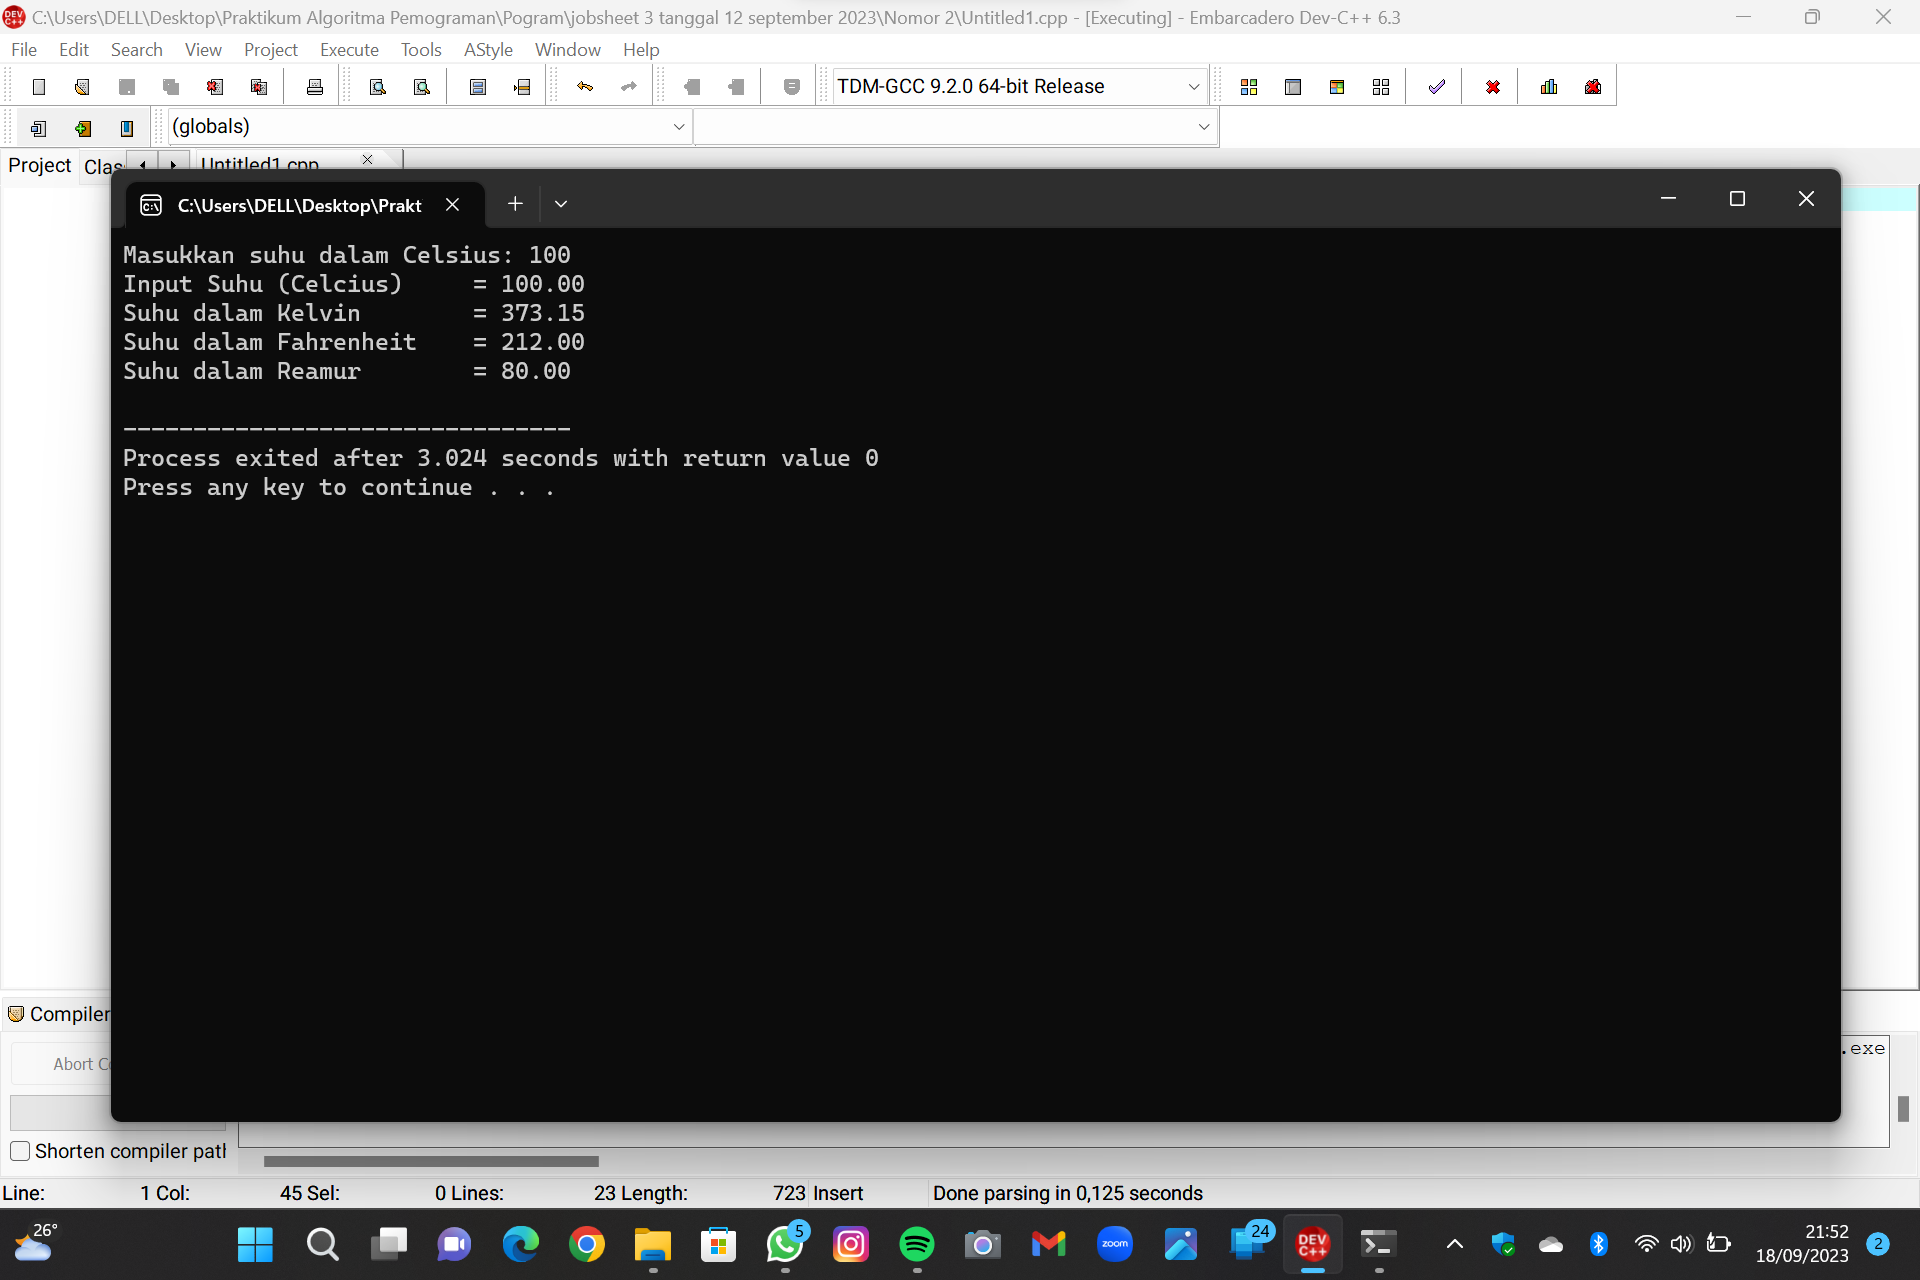 C:\Users\DELL\Desktop\Praktikum Algoritma Pemograman\Pogram\jobsheet 3 tanggal 12 september 2023\Nomor 2\Untitled1.cpp - [Executing] - Embarcadero Dev-C++ 6.3
File Edit Search View Project Execute Tools AStyle Window Help
TDM-GCC 9.2.0 64-bit Release
(globals)
Project Clas Untitled1.cpp
C:\Users\DELL\Desktop\Prakt
Masukkan suhu dalam Celsius: 100
Input Suhu (Celcius) = 100.00
Suhu dalam Kelvin = 373.15
Suhu dalam Fahrenheit = 212.00
Suhu dalam Reamur = 80.00
--------------------------------
Process exited after 3.024 seconds with return value 0
Press any key to continue . . .
Compiler
.exe
Abort Co
Shorten compiler path
Line: 1 Col: 45 Sel: 0 Lines: 23 Length: 723 Insert Done parsing in 0,125 seconds
26°
5
zoom
24
DEV C++
21:52
18/09/2023
2